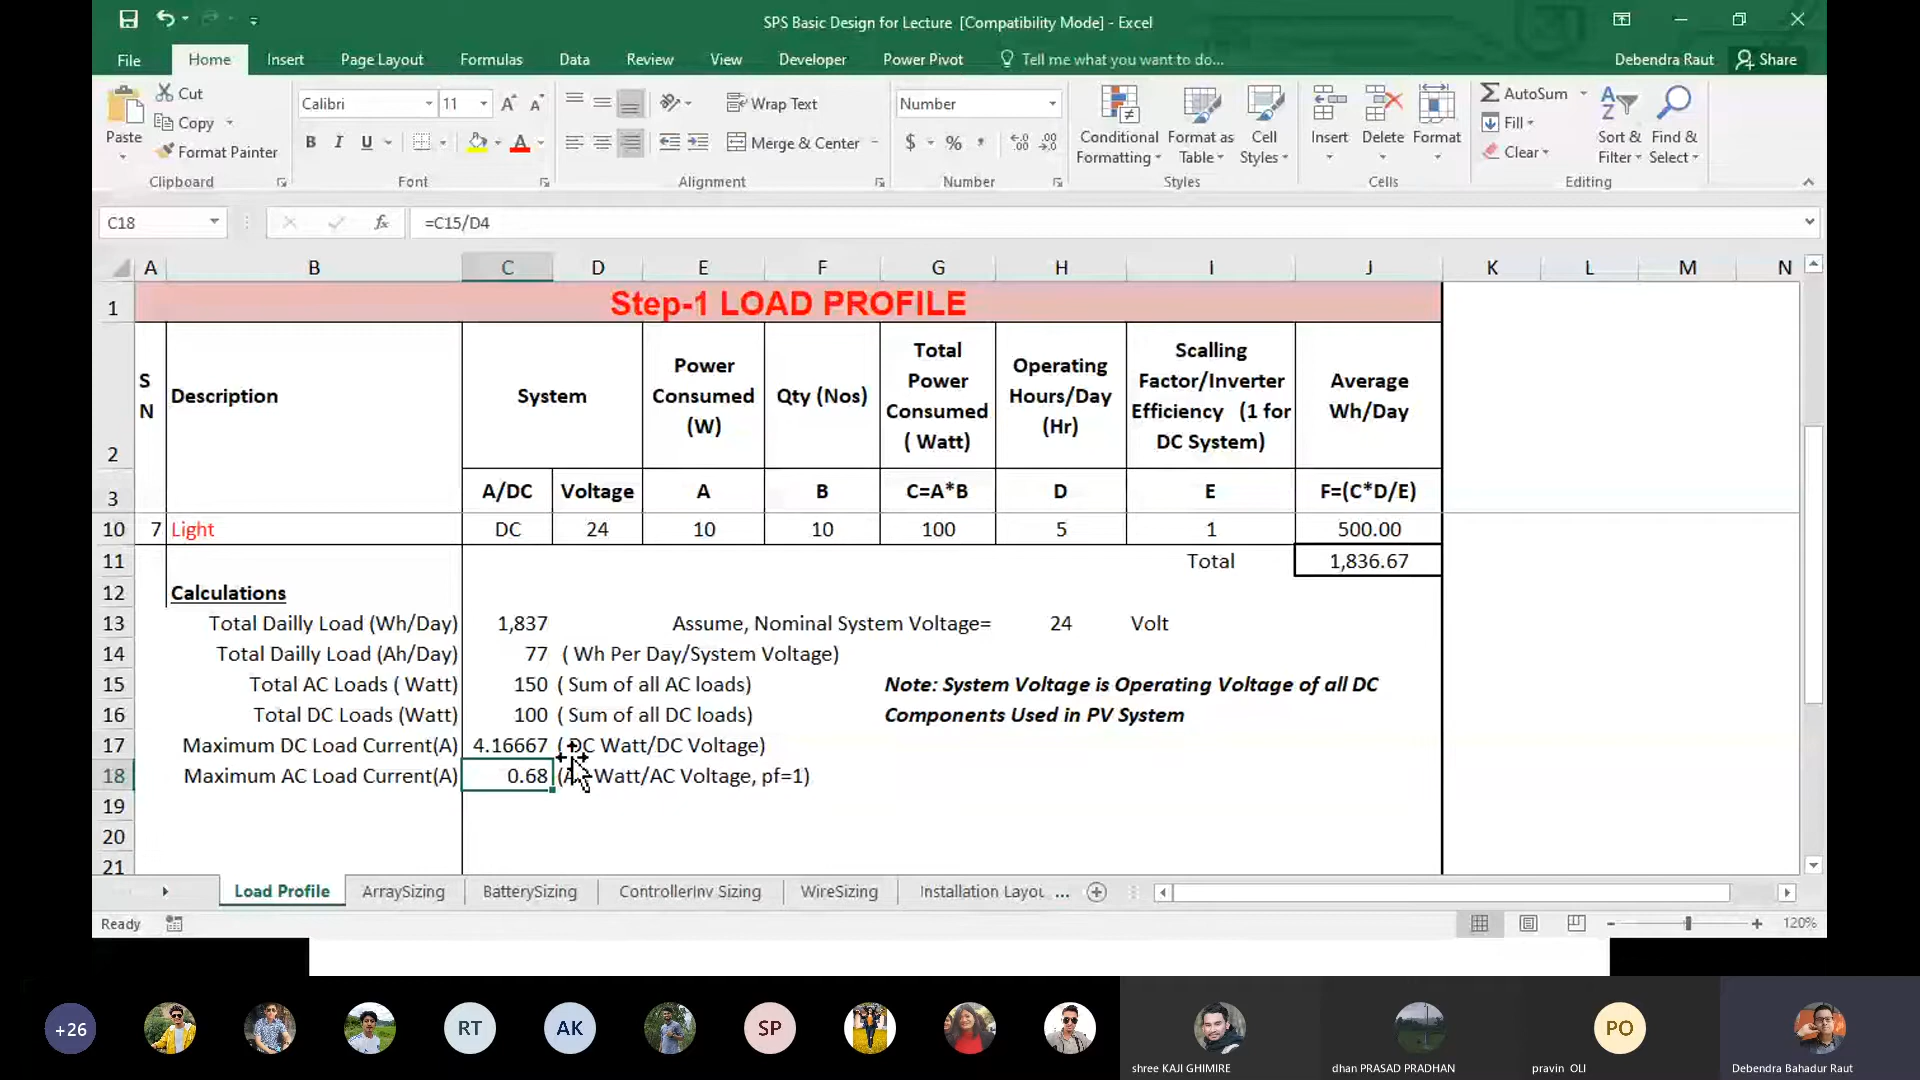 SPS Basic Design for Lecture [Compatibility Mode] - Excel
File Home Insert Page Layout Formulas Data Review View Developer Power Pivot Tell me what you want to do... Debendra Raut Share
Paste Cut Copy Format Painter
Calibri 11
B I U
Wrap Text
Merge & Center
Number
$ %
Conditional Formatting Format as Table Cell Styles
Insert Delete Format
AutoSum Fill Clear Sort & Filter Find & Select
Clipboard Font Alignment Number Styles Cells Editing
C18 fx =C15/D4
A B C D E F G H I J K L M N
1 Step-1 LOAD PROFILE
2 SN Description System Power Consumed (W) Qty (Nos) Total Power Consumed ( Watt) Operating Hours/Day (Hr) Scalling Factor/Inverter Efficiency (1 for DC System) Average Wh/Day
3 A/DC Voltage A B C=A*B D E F=(C*D/E)
10 7 Light DC 24 10 10 100 5 1 500.00
11 Total 1,836.67
12 Calculations
13 Total Dailly Load (Wh/Day) 1,837 Assume, Nominal System Voltage= 24 Volt
14 Total Dailly Load (Ah/Day) 77 ( Wh Per Day/System Voltage)
15 Total AC Loads ( Watt) 150 ( Sum of all AC loads) Note: System Voltage is Operating Voltage of all DC
16 Total DC Loads (Watt) 100 ( Sum of all DC loads) Components Used in PV System
17 Maximum DC Load Current(A) 4.16667 ( DC Watt/DC Voltage)
18 Maximum AC Load Current(A) 0.68 Watt/AC Voltage, pf=1)
19
20
21
Load Profile ArraySizing BatterySizing ControllerInv Sizing WireSizing Installation Layou ...
Ready 120%
+26 RT AK SP PO
shree KAJI GHIMIRE dhan PRASAD PRADHAN pravin OLI Debendra Bahadur Raut